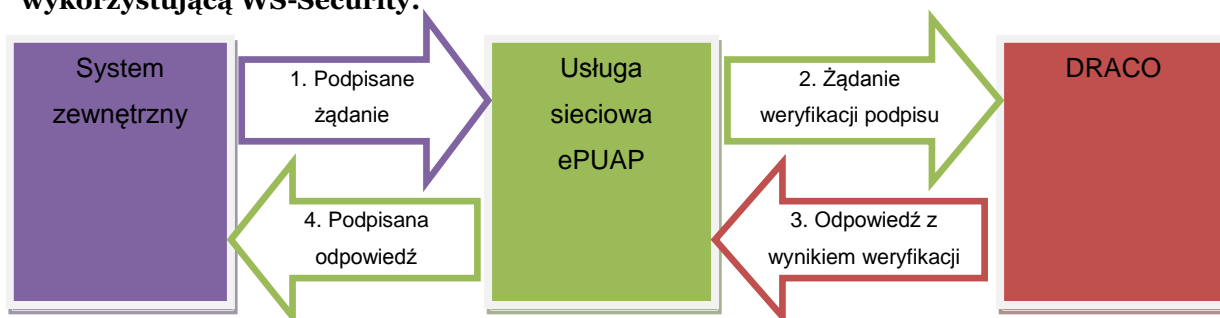 wykorzystującą WS-Security.
System
zewnętrzny
1. Podpisane
żądanie
Usługa
sieciowa
ePUAP
2. Żądanie
weryfikacji podpisu
DRACO
4. Podpisana
odpowiedź
3. Odpowiedź z
wynikiem weryfikacji